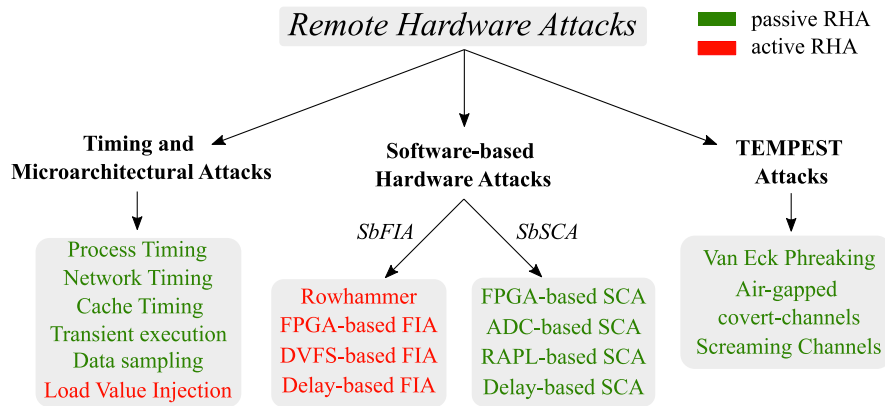 Remote Hardware Attacks
passive RHA
active RHA
Timing and
Microarchitectural Attacks
Software-based
Hardware Attacks
TEMPEST
Attacks
SbFIA
SbSCA
Process Timing
Network Timing
Cache Timing
Transient execution
Data sampling
Load Value Injection
Rowhammer
FPGA-based FIA
DVFS-based FIA
Delay-based FIA
FPGA-based SCA
ADC-based SCA
RAPL-based SCA
Delay-based SCA
Van Eck Phreaking
Air-gapped
covert-channels
Screaming Channels